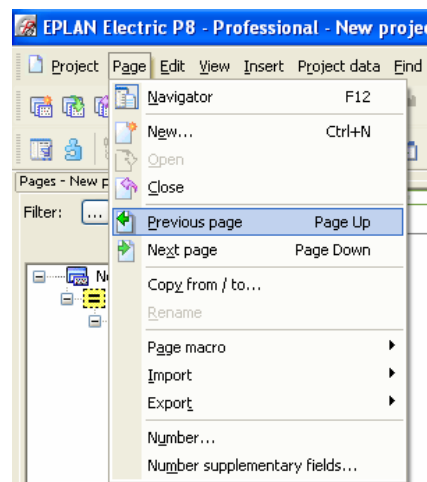 EPLAN Electric P8 - Professional - New proje
Project Page Edit View Insert Project data Find
Navigator F12
New... Ctrl+N
Open
Close
Pages - New p
Filter: ...
Previous page Page Up
Next page Page Down
Ne
Copy from / to...
Rename
Page macro
Import
Export
Number...
Number supplementary fields...